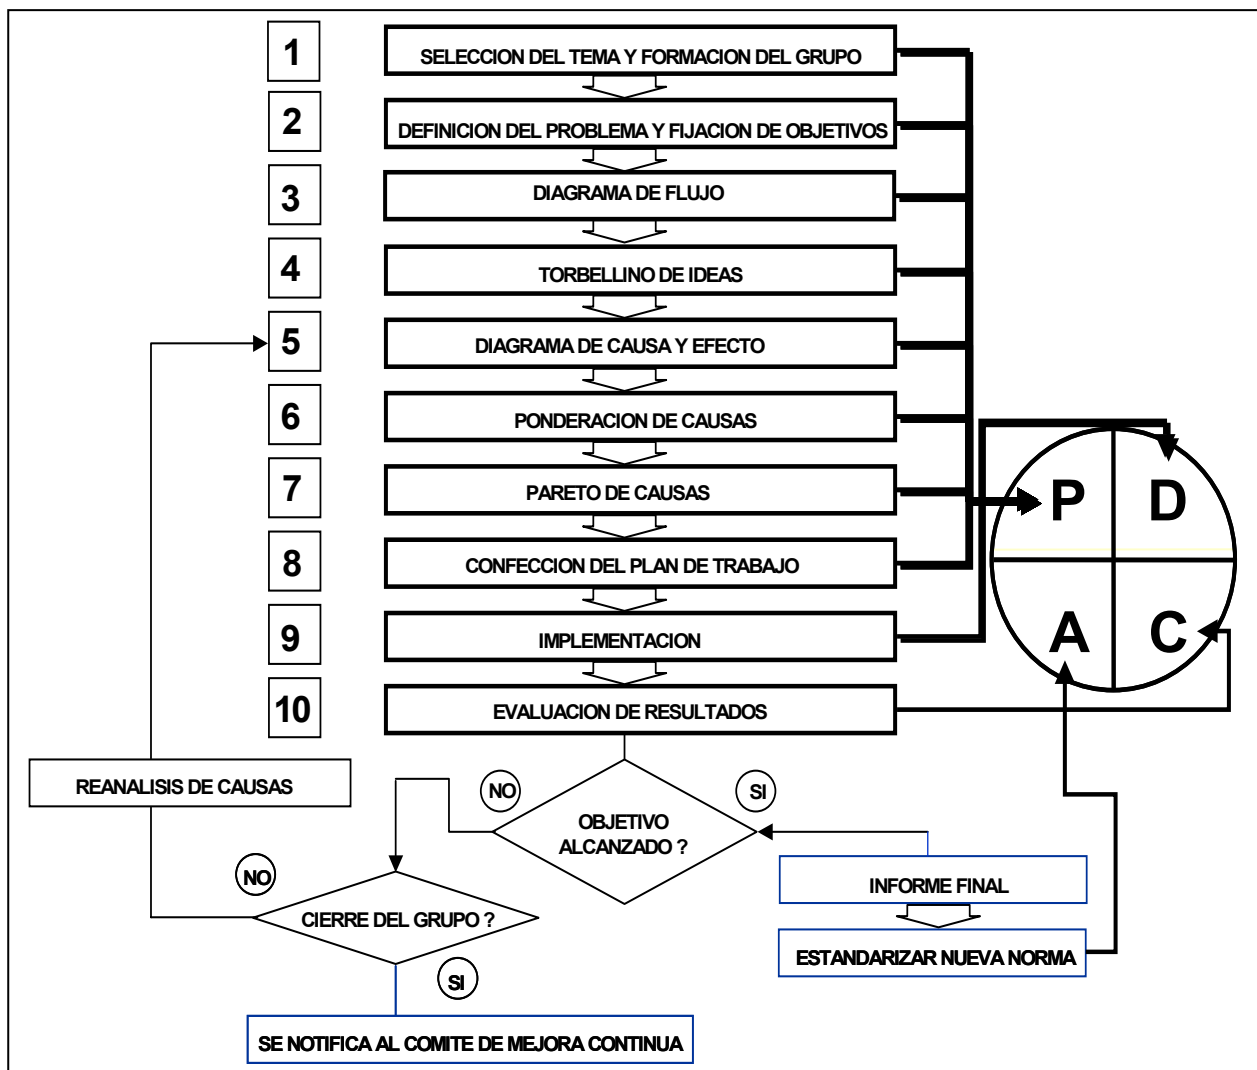 1
SELECCION DEL TEMA Y FORMACION DEL GRUPO
2
DEFINICION DEL PROBLEMA Y FIJACION DE OBJETIVOS
3
DIAGRAMA DE FLUJO
4
TORBELLINO DE IDEAS
5
DIAGRAMA DE CAUSA Y EFECTO
6
PONDERACION DE CAUSAS
7
PARETO DE CAUSAS
8
CONFECCION DEL PLAN DE TRABAJO
9
IMPLEMENTACION
10
EVALUACION DE RESULTADOS
P
D
A
C
REANALISIS DE CAUSAS
NO
SI
OBJETIVO
ALCANZADO ?
NO
CIERRE DEL GRUPO ?
SI
INFORME FINAL
ESTANDARIZAR NUEVA NORMA
SE NOTIFICA AL COMITE DE MEJORA CONTINUA